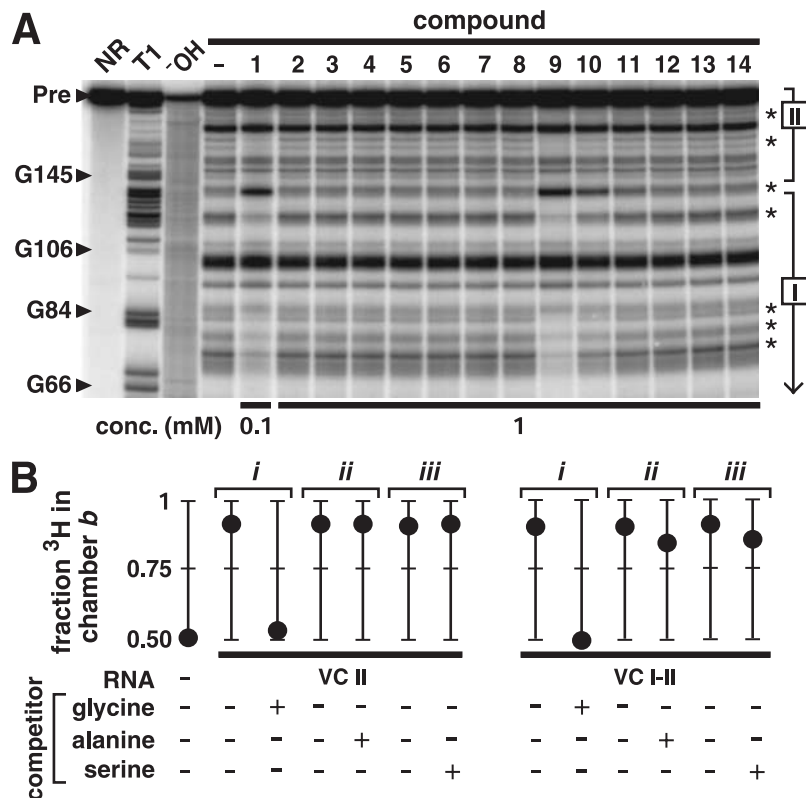 A
compound
NR T1 -OH – 1 2 3 4 5 6 7 8 9 10 11 12 13 14
Pre
*
II
*
G145
*
*
G106
I
G84
*
*
*
G66
conc. (mM) 0.1 1
B
i ii iii i ii iii
fraction ³H in chamber b
1
0.75
0.50
RNA – VC II VC I-II
competitor
glycine – – + – – – – – + – – – –
alanine – – – – + – – – – – + – –
serine – – – – – – + – – – – – +